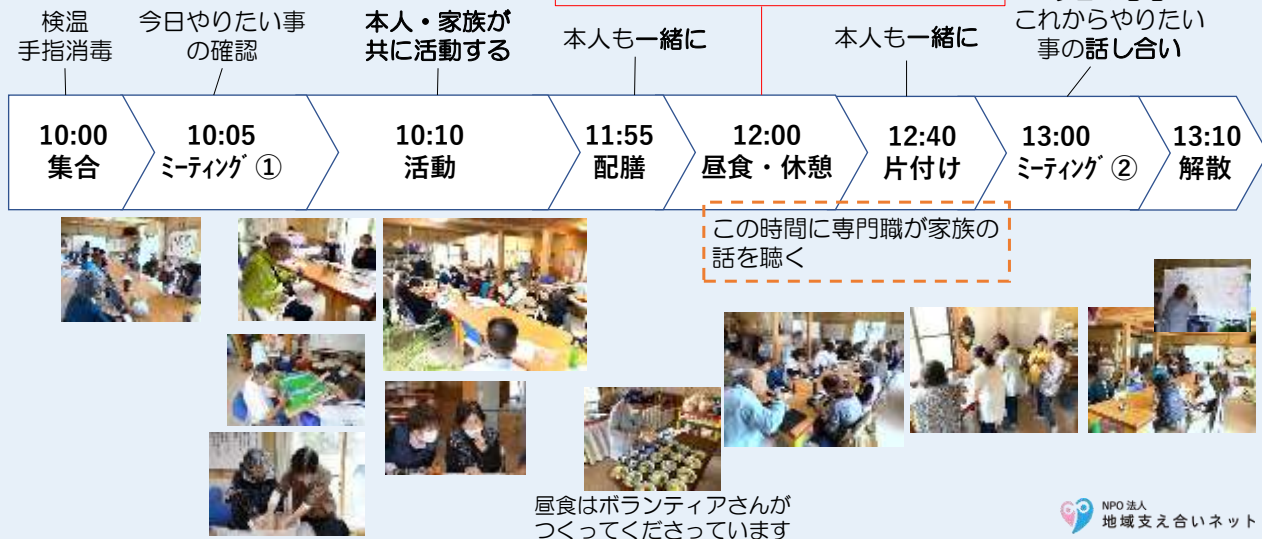 検温
手指消毒
今日やりたい事
の確認
本人・家族が
共に活動する
本人も一緒に
本人も一緒に
これからやりたい
事の話し合い
10:00
集合
10:05
ミーティング ①
10:10
活動
11:55
配膳
12:00
昼食・休憩
12:40
片付け
13:00
ミーティング ②
13:10
解散
この時間に専門職が家族の
話を聴く
昼食はボランティアさんが
つくってくださっています
NPO法人
地域支え合いネット